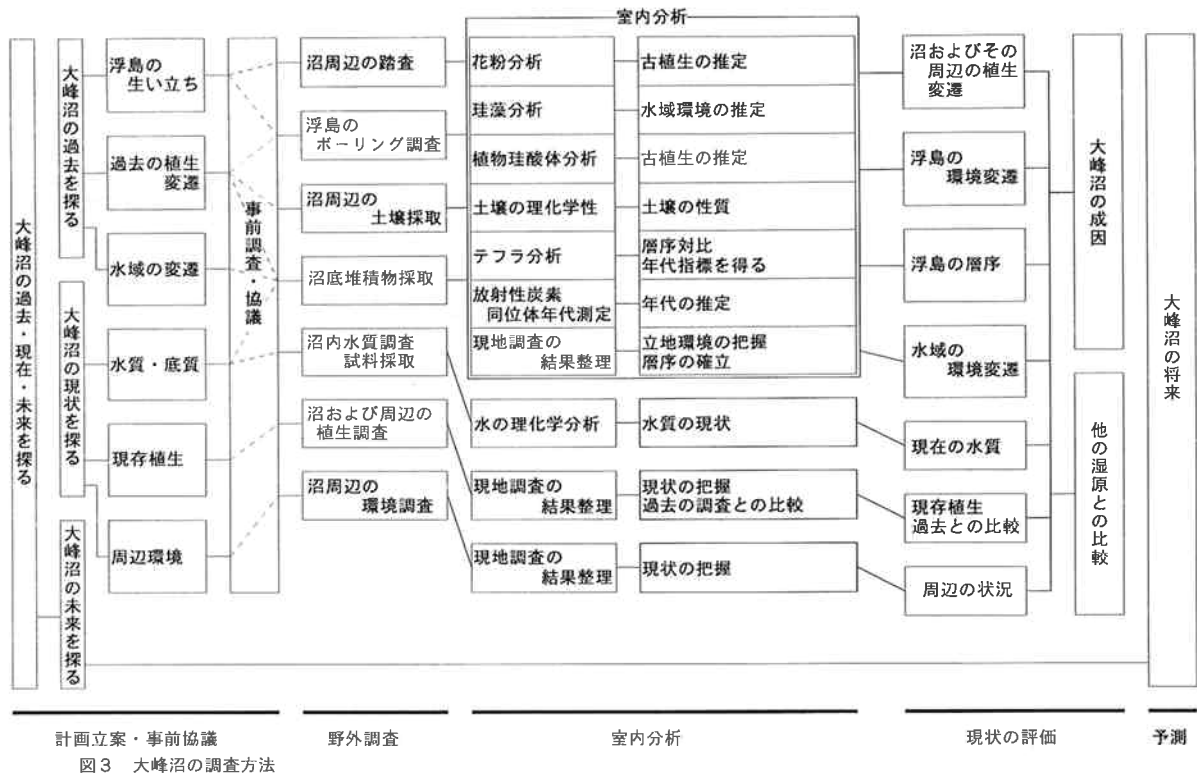 大峰沼の過去・現在・未来を探る
大峰沼の過去を探る
大峰沼の現状を探る
大峰沼の未来を探る
浮島の
生い立ち
過去の植生
変遷
水域の変遷
水質・底質
現存植生
周辺環境
事前調査・協議
沼周辺の踏査
浮島の
ボーリング調査
沼周辺の
土壌採取
沼底堆積物採取
沼内水質調査
試料採取
沼および周辺の
植生調査
沼周辺の
環境調査
室内分析
花粉分析
古植生の推定
珪藻分析
水域環境の推定
植物珪酸体分析
古植生の推定
土壌の理化学性
土壌の性質
テフラ分析
層序対比
年代指標を得る
放射性炭素
同位体年代測定
年代の推定
現地調査の
結果整理
立地環境の把握
層序の確立
水の理化学分析
水質の現状
現地調査の
結果整理
現状の把握
過去の調査との比較
現地調査の
結果整理
現状の把握
沼およびその
周辺の植生
変遷
浮島の
環境変遷
浮島の層序
水域の
環境変遷
現在の水質
現存植生
過去との比較
周辺の状況
大峰沼の成因
他の湿原との比較
大峰沼の将来
計画立案・事前協議
野外調査
室内分析
現状の評価
予測
図3 大峰沼の調査方法